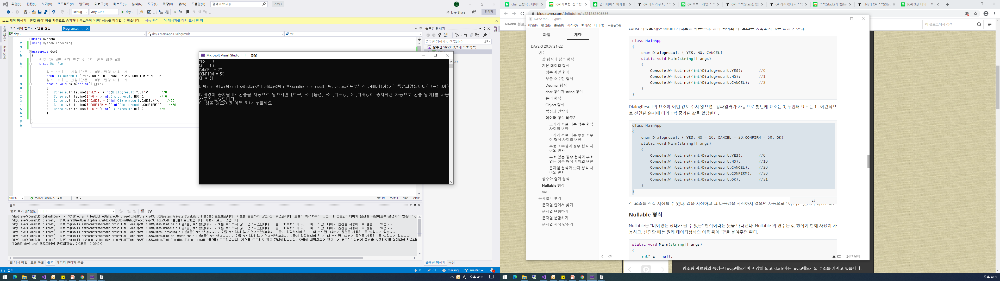 파일(F) 편집(E) 보기(V) 프로젝트(P) 빌드(B) 디버그(D) 테스트(S) 분석(N) 도구(T) 확장(X) 창(W) 도움말(H) 검색 (Ctrl+Q) day3
Debug Any CPU day3 Live Share 관리자
'소스 제어 탐색기 - 연결 끊김' 창을 자동으로 숨기거나 축소하여 '시작' 성능을 향상할 수 있습니다. 성능 관리 이 메시지를 다시 표시 안 함
서버 탐색기
도구 상자
소스 제어 탐색기 - 연결 끊김 Program.cs
day3 day3.MainApp.Dialogresult YES
1 using System;
2 using System.Threading;
3
4 namespace day3
5 {
참조 0개|0번 변경|만든 이 0명, 변경 내용 0개
6 class MainApp
7 {
참조 5개|0번 변경|만든 이 0명, 변경 내용 0개
8 enum Dialogresult { YES, NO = 10, CANCEL = 20, CONFIRM = 50, OK }
참조 0개|0번 변경|만든 이 0명, 변경 내용 0개
9 static void Main(string[] args)
10 {
11 Console.WriteLine($"YES = {(int)Dialogresult.YES}"); //0
12 Console.WriteLine($"NO = {(int)Dialogresult.NO}"); //10
13 Console.WriteLine($"CANCEL = {(int)Dialogresult.CANCEL}"); //20
14 Console.WriteLine($"CONFIRM = {(int)Dialogresult.CONFIRM}"); //50
15 Console.WriteLine($"OK = {(int)Dialogresult.OK}"); //51
16 }
17 }
18 }
19
100 % 문제가 검색되지 않음 줄: 19 문자: 1 SPC CRLF
Microsoft Visual Studio 디버그 콘솔
YES = 0
NO = 10
CANCEL = 20
CONFIRM = 50
OK = 51
C:\Users\User\Desktop\mskang\day3\day3\bin\Debug\netcoreapp3.1\day3.exe(프로세스 7968개)이(가) 종료되었습니다(코드: 0개)
.
디버깅이 중지될 때 콘솔을 자동으로 닫으려면 [도구] -> [옵션] -> [디버깅] > [디버깅이 중지되면 자동으로 콘솔 닫기]를 사용
하도록 설정합니다.
이 창을 닫으려면 아무 키나 누르세요...
솔루션 탐색기
솔루션 탐색기 검색(Ctrl+;)
솔루션 'day3' (1/1개 프로젝트)
출력
출력 보기 선택(S): 디버그
'day3.exe'(CoreCLR: DefaultDomain): 'C:\Program Files\dotnet\shared\Microsoft.NETCore.App\3.1.6\System.Private.CoreLib.dll'을(를) 로드했습니다. 기호를 로드하지 않고 건너뛰었습니다. 모듈이 최적화되어 있고 '내 코드만' 디버거 옵션을 사용하도록 설정되어 있습니다.
'day3.exe'(CoreCLR: clrhost): 'C:\Users\User\Desktop\mskang\day3\day3\bin\Debug\netcoreapp3.1\day3.dll'을(를) 로드했습니다. 기호가 로드되었습니다.
'day3.exe'(CoreCLR: clrhost): 'C:\Program Files\dotnet\shared\Microsoft.NETCore.App\3.1.6\System.Runtime.dll'을(를) 로드했습니다. 기호를 로드하지 않고 건너뛰었습니다. 모듈이 최적화되어 있고 '내 코드만' 디버거 옵션을 사용하도록 설정되어 있습니다.
'day3.exe'(CoreCLR: clrhost): 'C:\Program Files\dotnet\shared\Microsoft.NETCore.App\3.1.6\System.Console.dll'을(를) 로드했습니다. 기호를 로드하지 않고 건너뛰었습니다. 모듈이 최적화되어 있고 '내 코드만' 디버거 옵션을 사용하도록 설정되어 있습니다.
'day3.exe'(CoreCLR: clrhost): 'C:\Program Files\dotnet\shared\Microsoft.NETCore.App\3.1.6\System.Threading.dll'을(를) 로드했습니다. 기호를 로드하지 않고 건너뛰었습니다. 모듈이 최적화되어 있고 '내 코드만' 디버거 옵션을 사용하도록 설정되어 있습니다.
'day3.exe'(CoreCLR: clrhost): 'C:\Program Files\dotnet\shared\Microsoft.NETCore.App\3.1.6\System.Runtime.Extensions.dll'을(를) 로드했습니다. 기호를 로드하지 않고 건너뛰었습니다. 모듈이 최적화되어 있고 '내 코드만' 디버거 옵션을 사용하도록 설정되어 있습니다.
'day3.exe'(CoreCLR: clrhost): 'C:\Program Files\dotnet\shared\Microsoft.NETCore.App\3.1.6\System.Text.Encoding.Extensions.dll'을(를) 로드했습니다. 기호를 로드하지 않고 건너뛰었습니다. 모듈이 최적화되어 있고 '내 코드만' 디버거 옵션을 사용하도록 설정되어
'[7968] day3.exe' 프로그램이 종료되었습니다(코드: 0 (0x0)).
웹 게시 작업 오류 목록 출력 패키지 관리자 콘솔 솔루션 탐색기 속성
준비 0 63 mskang master 2
A 오후 4:05
char 값형식 : 네이 [C#]자료형: 참조형 인터페이스 예제들 C# 메모리구조, 스 C# 프로그래밍 스택 C#) 스택(Stack), 힙 c# 기초 03.2 - 스택 스택(stack)과 힙(he [.NET] C# 스택(Sta [C#] 3장 데이터 보
blog.naver.com/dnltjdghks1/221252305856
NAVER 블로그 이 블로그에서 검색
DAY2.md• - Typora
파일(F) 편집(E) 본문(P) 서식(O) 보기(V) 테마(T) 도움말(H)
파일 개략
DAY2-3 20.07.21-22
변수
값 형식과 참조 형식
기본 데이터 형식
정수 계열 형식
부동 소수점 형식
Decimal 형식
char 형식과 string 형식
논리 형식
Object 형식
박싱과 언박싱
데이터 형식 바꾸기
크기가 서로 다른 정수 형식
사이의 변환
크기가 서로 다른 부동 소수
점 형식 사이의 변환
부동 소수점과 정수 형식 사
이의 변환
부호 있는 정수 형식과 부호
없는 정수 형식 사이의 변환
문자열 형식과 숫자 형식 사
이의 변환
상수와 열거 형식
Nullable 형식
Var
문자열 다루기
문자열 안에서 찾기
문자열 변형하기
문자열 분할하기
문자열 서식 맞추기
const 키워드 대신 enum 키워드를 사용한다. 열거 형식의 각 요소는 중복되지 않는 값을 가진다.
class MainApp
{
enum Dialogresult { YES, NO, CANCEL}
static void Main(string[] args)
{
Console.WriteLine((int)Dialogresult.YES); //0
Console.WriteLine((int)Dialogresult.NO); //1
Console.WriteLine((int)Dialogresult.CANCEL); //2
}
}
DialogResult의 요소에 어떤 값도 주지 않으면, 컴파일러가 자동으로 첫번째 요소는 0, 두번째 요소는 1...이런식으
로 선언된 순서에 따라 1씩 증가된 값을 할당한다.
class MainApp
{
enum Dialogresult { YES, NO = 10, CANCEL = 20,CONFIRM = 50, OK}
static void Main(string[] args)
{
Console.WriteLine((int)Dialogresult.YES); //0
Console.WriteLine((int)Dialogresult.NO); //10
Console.WriteLine((int)Dialogresult.CANCEL); //20
Console.WriteLine((int)Dialogresult.CONFIRM); //50
Console.WriteLine((int)Dialogresult.OK); //51
}
}
c#
각 요소를 직접 지정할 수 있다. 값을 지정하고 그 다음값을 지정하지 않으면 자동으로 1이
Nullable 형식
Nullable은 "비어있는 상태가 될 수 있는" 형식이라는 뜻을 나타낸다. Nullable 의 변수는 값 형식에 한해 사용이 가
능하고, 선언할 때는 원래 데이터형식의 이름 뒤에 "?"를 붙여주면 된다.
static void Main(string[] args)
{
int? a = null;
KO 2447 단어
참조형 자료형의 특징은 heap메모리에 저장이 되고 stack에는 heap메모리의 주소를 가지고 있습니다.
오후 4:05